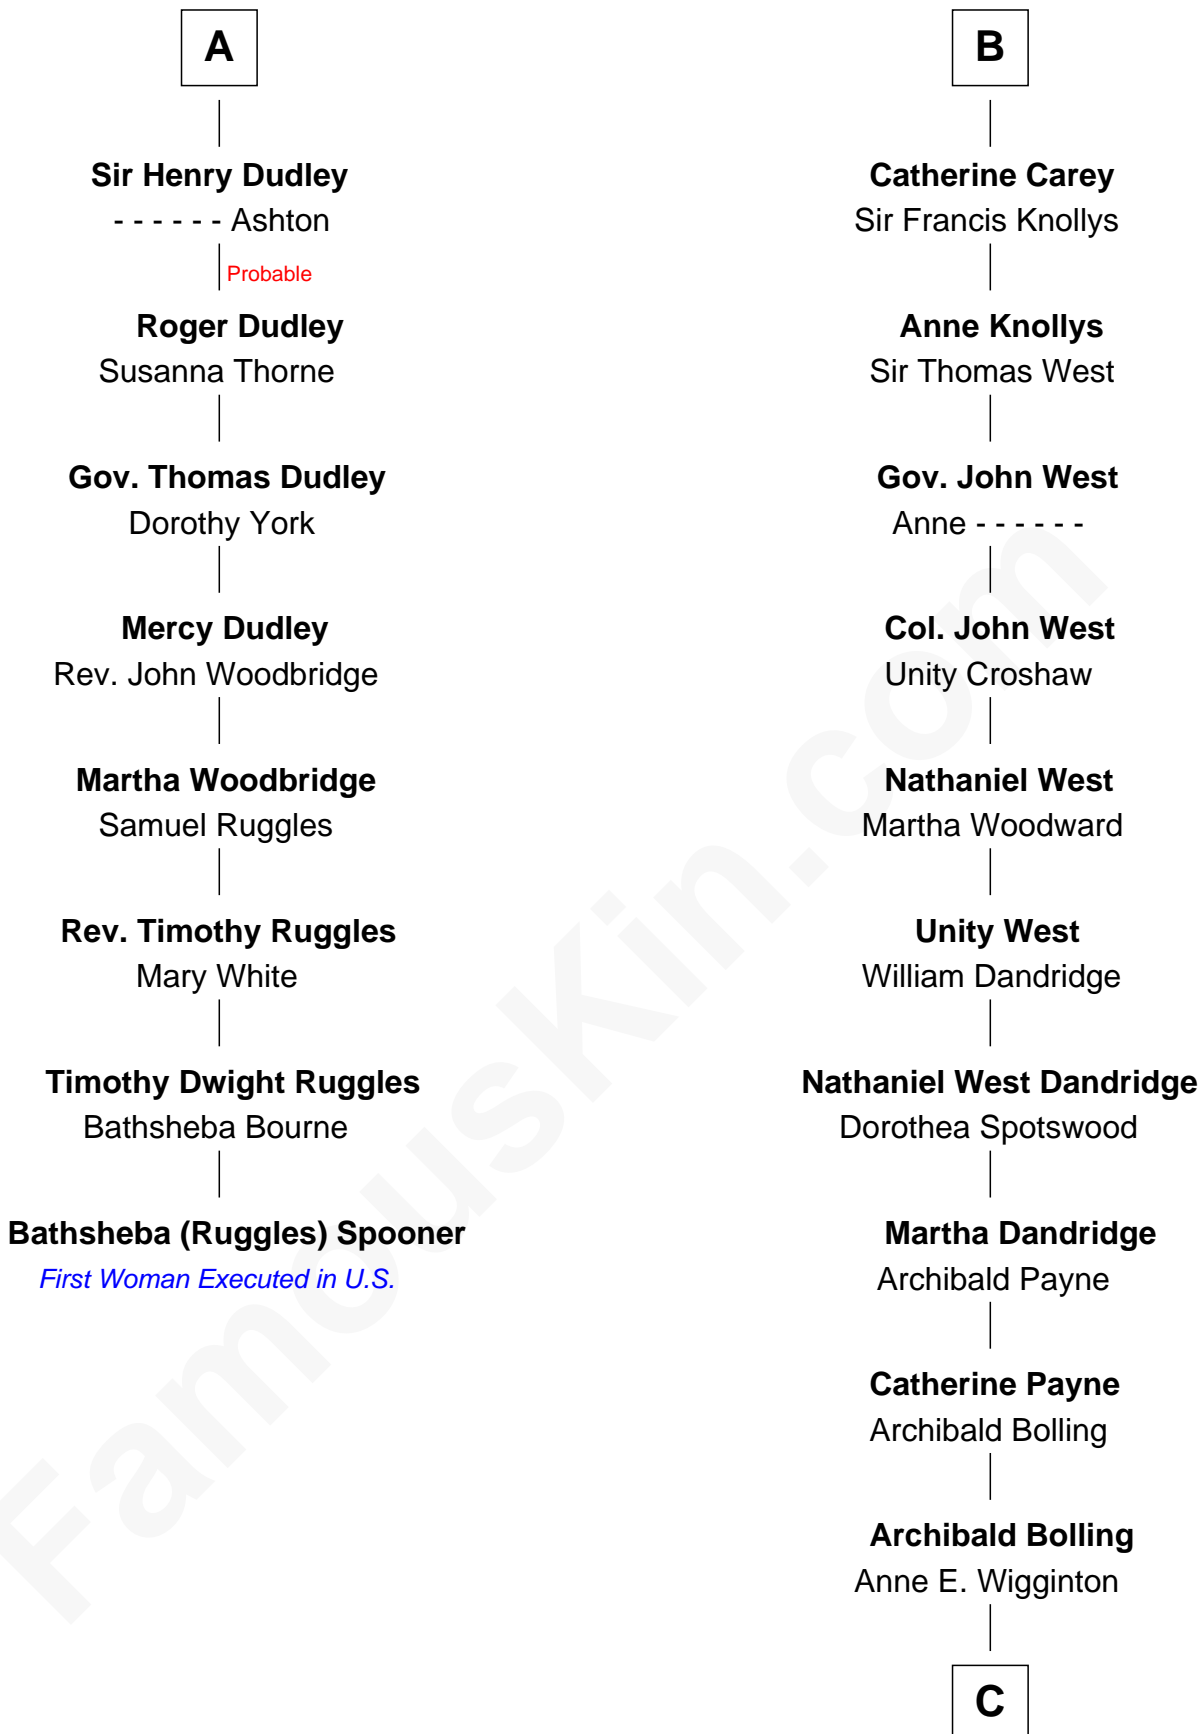 A
Sir Henry Dudley
- - - - - - Ashton
Probable
Roger Dudley
Susanna Thorne
Gov. Thomas Dudley
Dorothy York
Mercy Dudley
Rev. John Woodbridge
Martha Woodbridge
Samuel Ruggles
Rev. Timothy Ruggles
Mary White
Timothy Dwight Ruggles
Bathsheba Bourne
Bathsheba (Ruggles) Spooner
First Woman Executed in U.S.
B
Catherine Carey
Sir Francis Knollys
Anne Knollys
Sir Thomas West
Gov. John West
Anne - - - - - -
Col. John West
Unity Croshaw
Nathaniel West
Martha Woodward
Unity West
William Dandridge
Nathaniel West Dandridge
Dorothea Spotswood
Martha Dandridge
Archibald Payne
Catherine Payne
Archibald Bolling
Archibald Bolling
Anne E. Wigginton
C
FamousKin.com